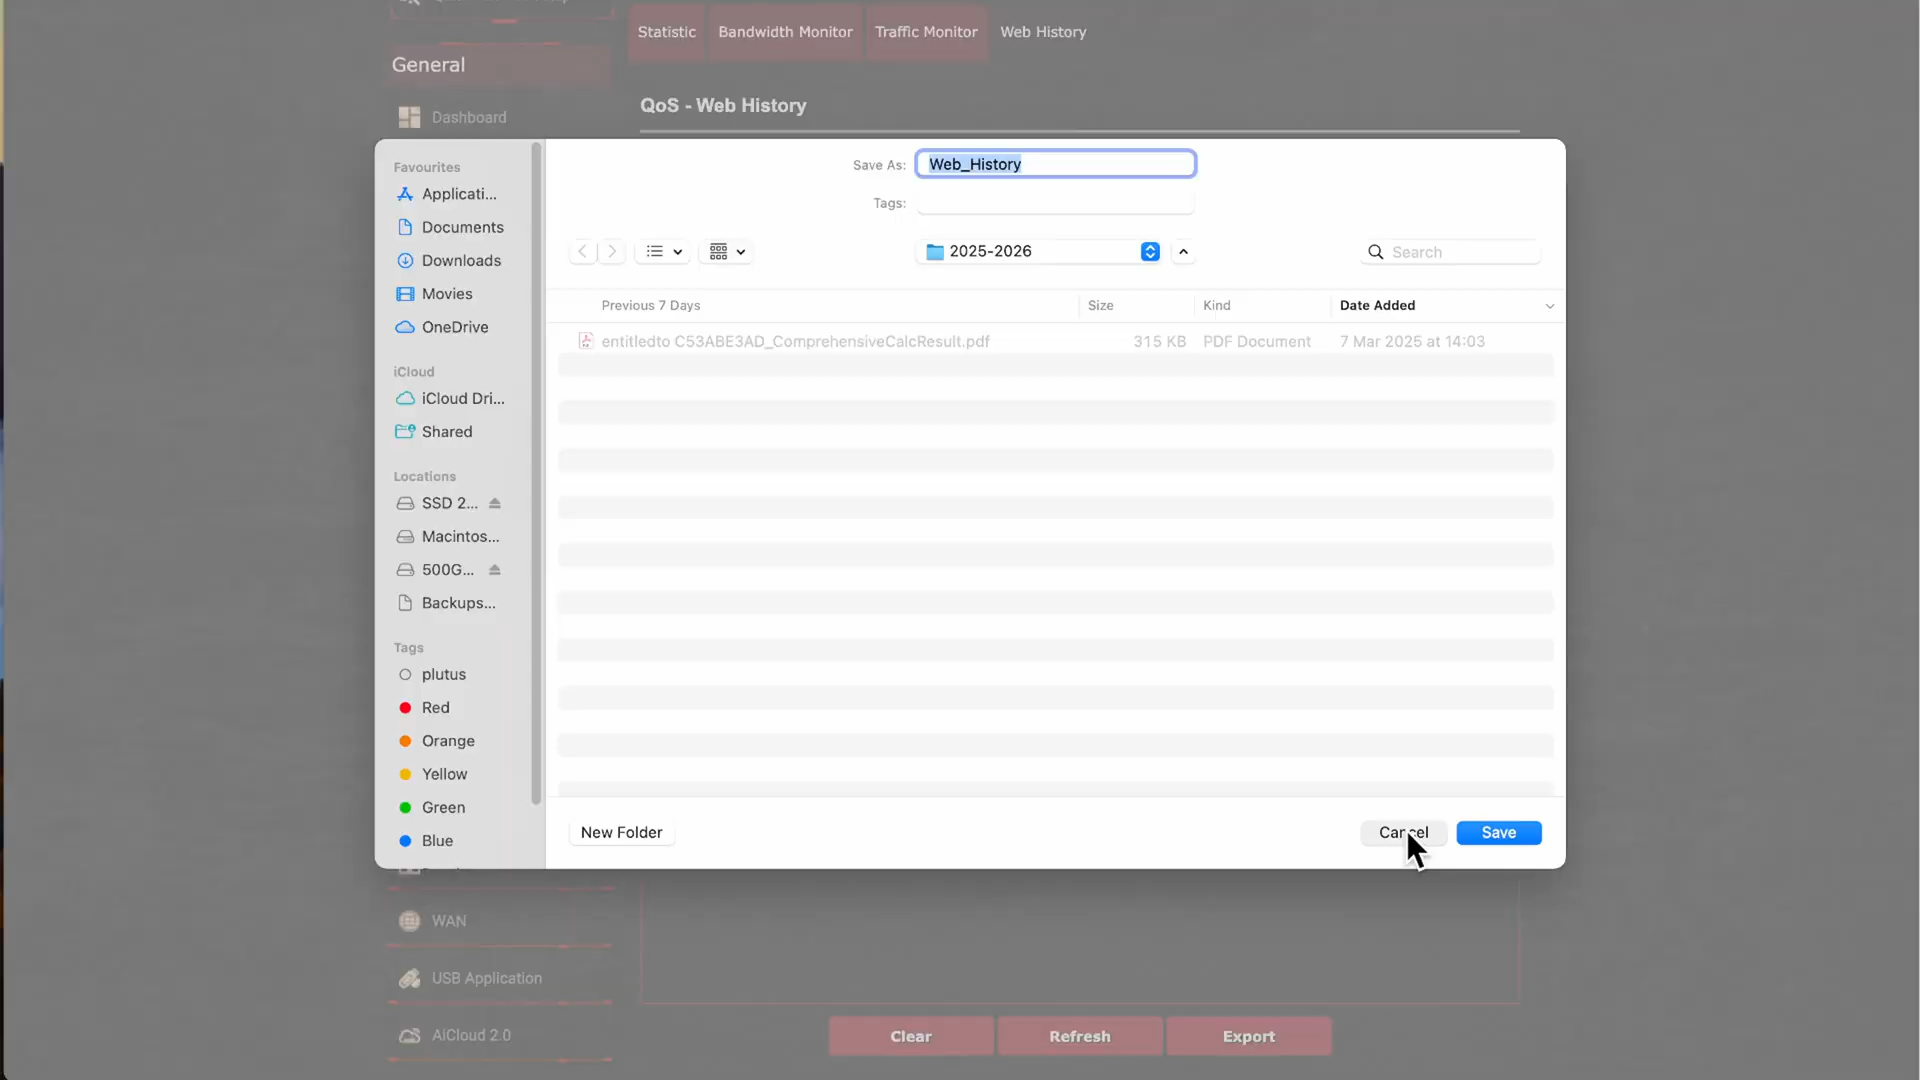 Statistic
Bandwidth Monitor
Traffic Monitor
Web History
General
QoS - Web History
Dashboard
Favourites
Applicati...
Documents
Downloads
Movies
OneDrive
iCloud
iCloud Dri...
Shared
Locations
SSD 2...
Macintos...
500G...
Backups...
Tags
plutus
Red
Orange
Yellow
Green
Blue
Save As: Web_History
Tags:
2025-2026
Search
Previous 7 Days Size Kind Date Added
entitledto C53ABE3AD_ComprehensiveCalcResult.pdf 315 KB PDF Document 7 Mar 2025 at 14:03
New Folder
Cancel
Save
WAN
USB Application
AiCloud 2.0
Clear
Refresh
Export